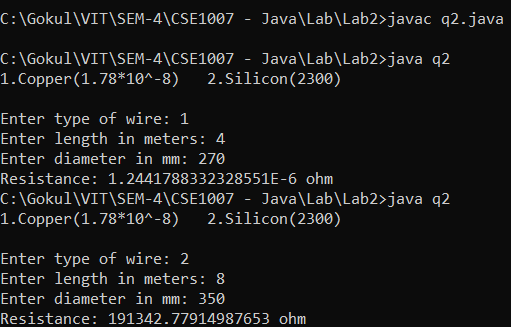 C:\Gokul\VIT\SEM-4\CSE1007 - Java\Lab\Lab2>javac q2.java
C:\Gokul\VIT\SEM-4\CSE1007 - Java\Lab\Lab2>java q2
1.Copper(1.78*10^-8)   2.Silicon(2300)
Enter type of wire: 1
Enter length in meters: 4
Enter diameter in mm: 270
Resistance: 1.2441788332328551E-6 ohm
C:\Gokul\VIT\SEM-4\CSE1007 - Java\Lab\Lab2>java q2
1.Copper(1.78*10^-8)   2.Silicon(2300)
Enter type of wire: 2
Enter length in meters: 8
Enter diameter in mm: 350
Resistance: 191342.77914987653 ohm